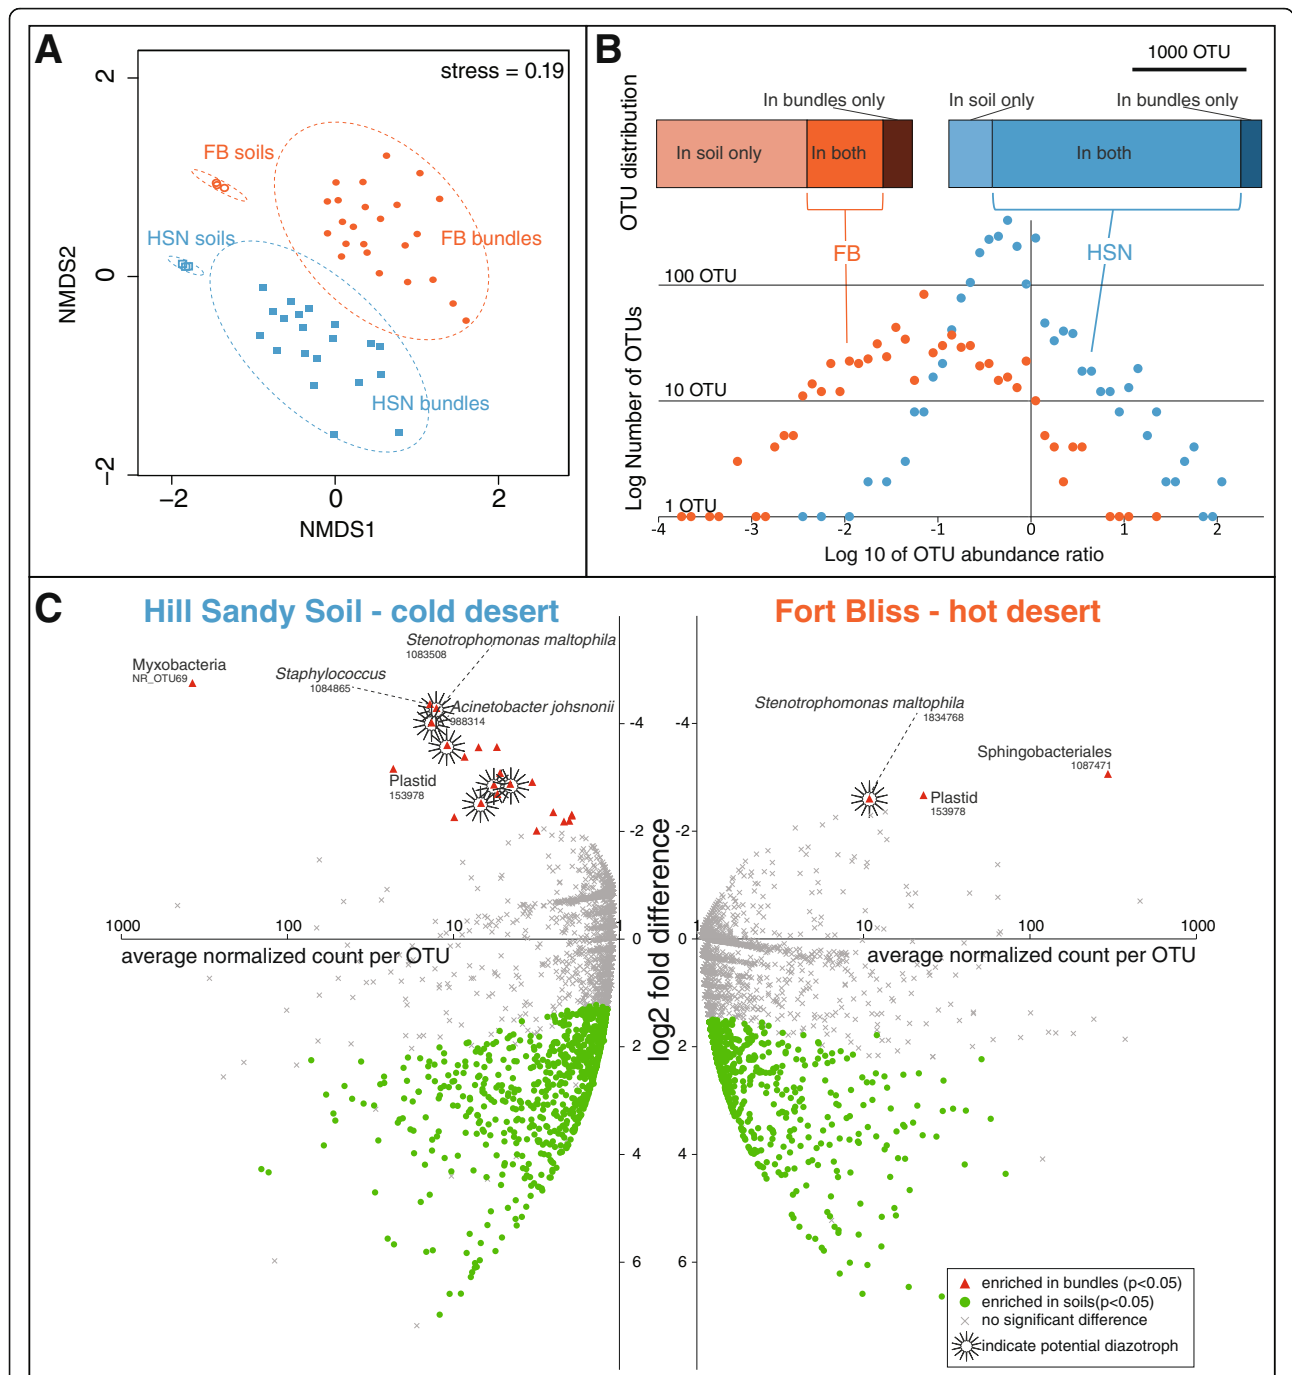 A
stress = 0.19
2
0
−2
NMDS2
FB soils
HSN soils
FB bundles
HSN bundles
−2
0
2
NMDS1
B
1000 OTU
OTU distribution
In bundles only
In soil only
In bundles only
In soil only
In both
In both
FB
HSN
100 OTU
10 OTU
1 OTU
Log Number of OTUs
-4
-3
-2
-1
0
1
2
Log 10 of OTU abundance ratio
C
Hill Sandy Soil - cold desert
Fort Bliss - hot desert
Stenotrophomonas maltophila
1083508
Myxobacteria
NR_OTU69
Staphylococcus
1084865
Acinetobacter johsnonii
988314
Plastid
153978
Stenotrophomonas maltophila
1834768
Sphingobacteriales
1087471
Plastid
153978
-4
-4
-2
-2
0
0
2
2
4
4
6
6
log2 fold difference
1000
100
10
1
average normalized count per OTU
1
10
100
1000
average normalized count per OTU
enriched in bundles (p<0.05)
enriched in soils(p<0.05)
no significant difference
indicate potential diazotroph